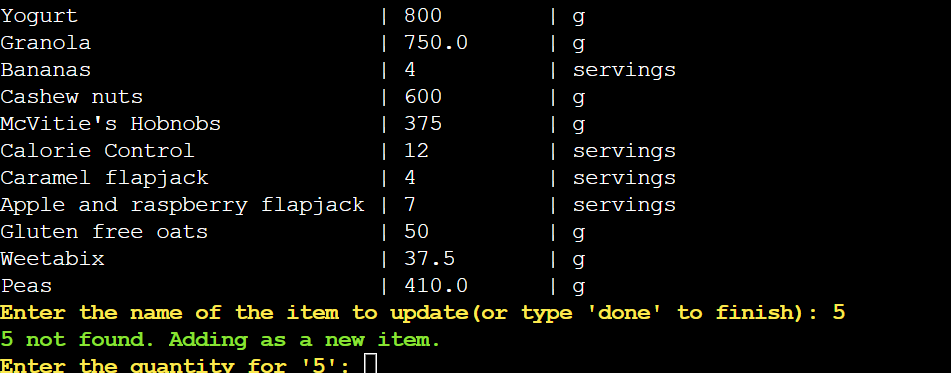 Yogurt | 800 | g
Granola | 750.0 | g
Bananas | 4 | servings
Cashew nuts | 600 | g
McVitie's Hobnobs | 375 | g
Calorie Control | 12 | servings
Caramel flapjack | 4 | servings
Apple and raspberry flapjack | 7 | servings
Gluten free oats | 50 | g
Weetabix | 37.5 | g
Peas | 410.0 | g
Enter the name of the item to update(or type 'done' to finish): 5
5 not found. Adding as a new item.
Enter the quantity for '5':